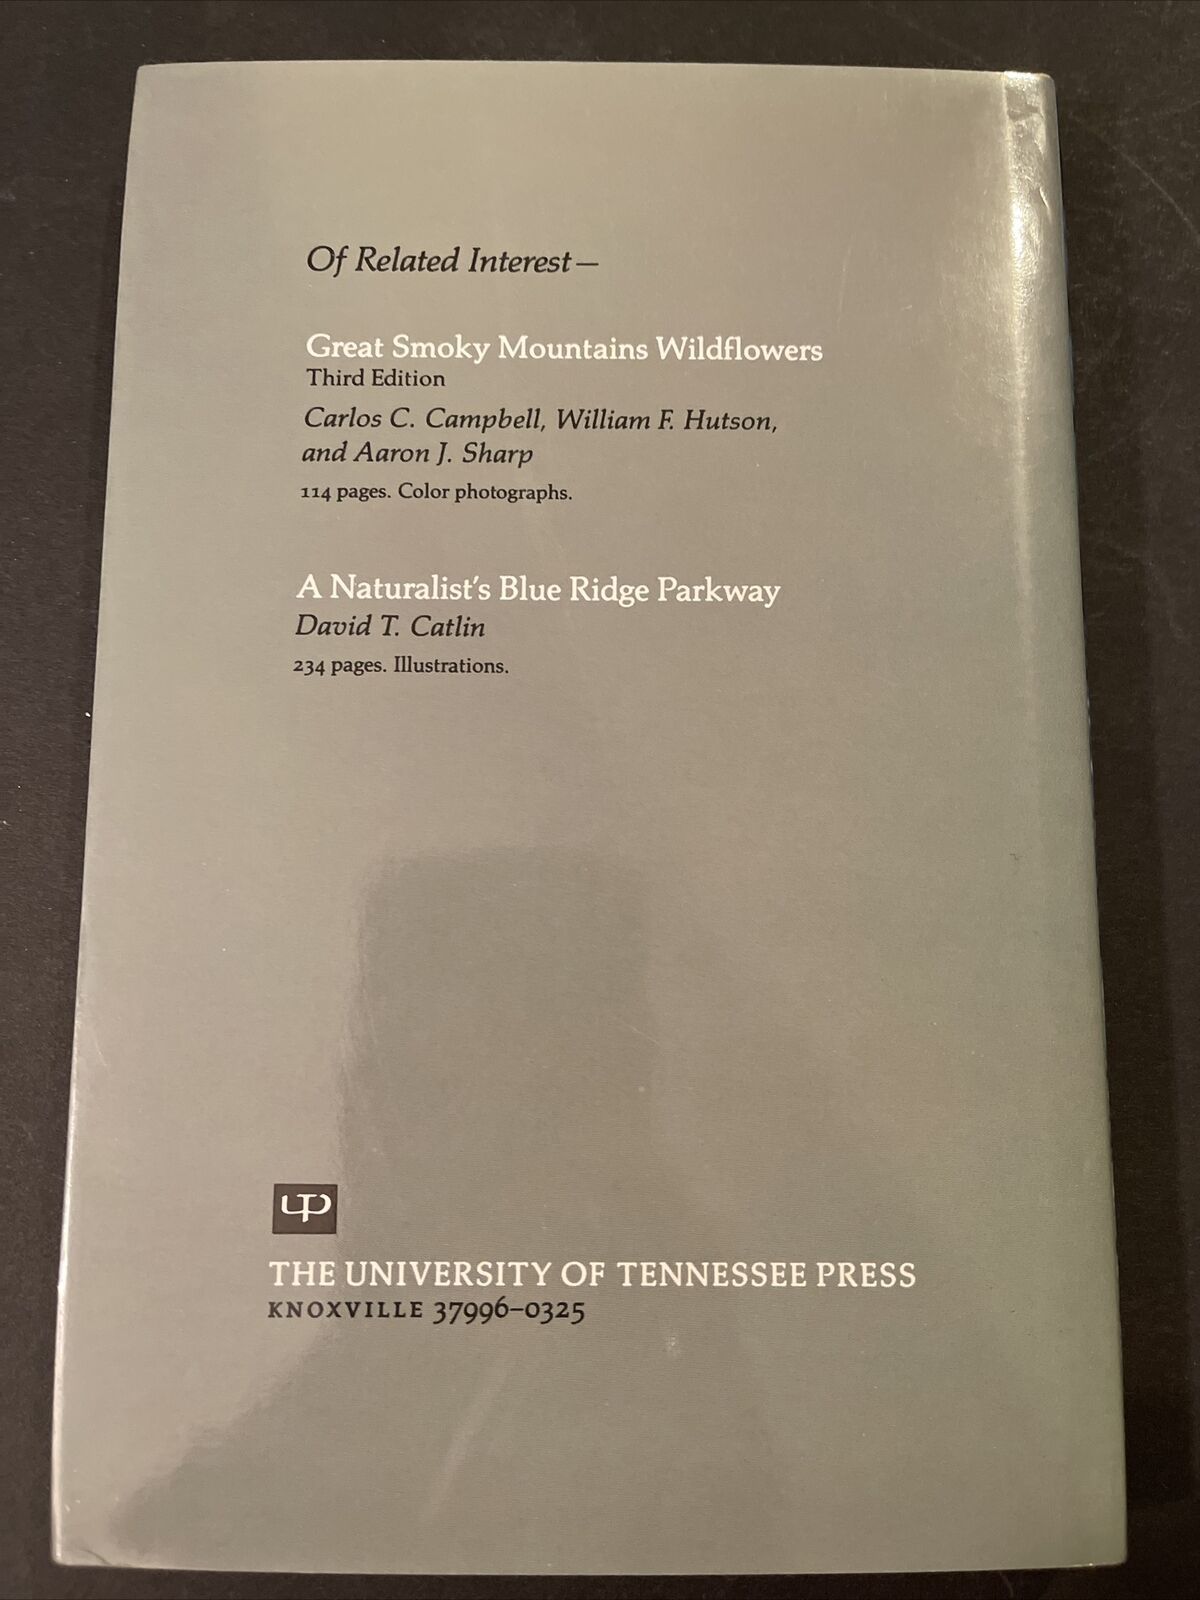 Of Related Interest—
Great Smoky Mountains Wildflowers
Third Edition
Carlos C. Campbell, William F. Hutson,
and Aaron J. Sharp
114 pages. Color photographs.
A Naturalist's Blue Ridge Parkway
David T. Catlin
234 pages. Illustrations.
UTP
THE UNIVERSITY OF TENNESSEE PRESS
KNOXVILLE 37996–0325